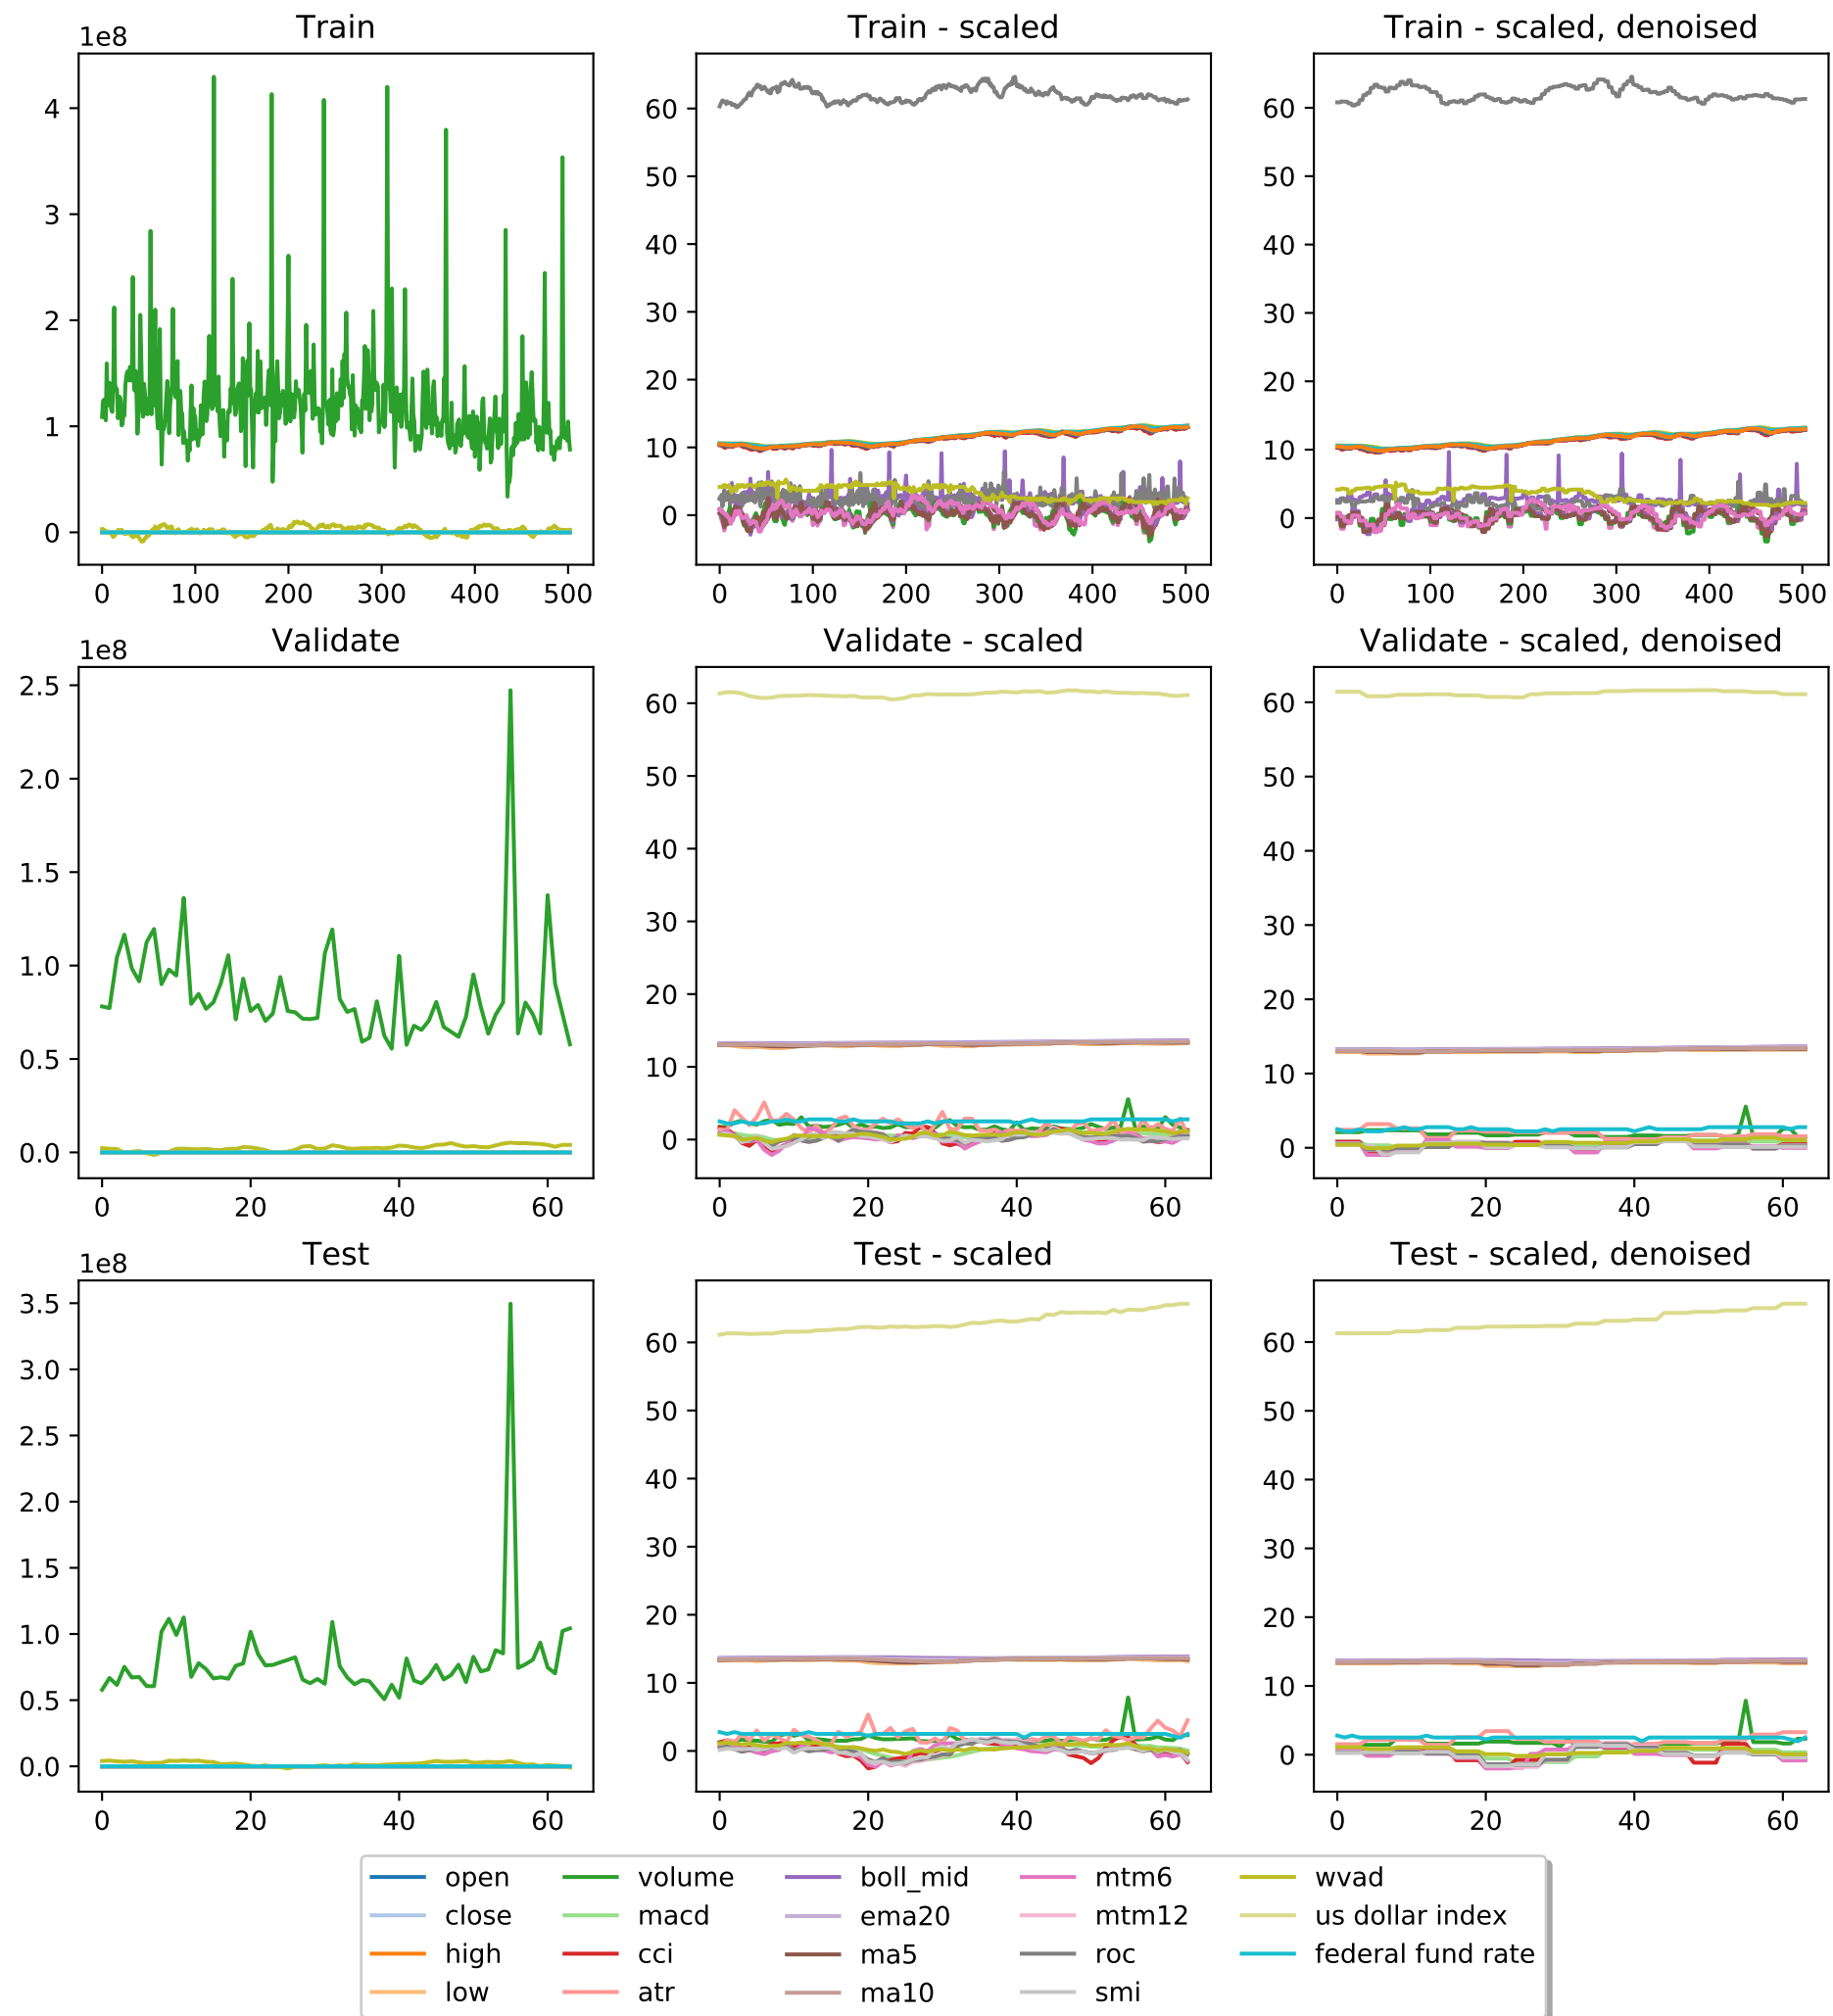 Train
1e8
4
3
2
1
0
0 100 200 300 400 500
Train - scaled
60
50
40
30
20
10
0
0 100 200 300 400 500
Train - scaled, denoised
60
50
40
30
20
10
0
0 100 200 300 400 500
Validate
1e8
2.5
2.0
1.5
1.0
0.5
0.0
0 20 40 60
Validate - scaled
60
50
40
30
20
10
0
0 20 40 60
Validate - scaled, denoised
60
50
40
30
20
10
0
0 20 40 60
Test
1e8
3.5
3.0
2.5
2.0
1.5
1.0
0.5
0.0
0 20 40 60
Test - scaled
60
50
40
30
20
10
0
0 20 40 60
Test - scaled, denoised
60
50
40
30
20
10
0
0 20 40 60
open
close
high
low
volume
macd
cci
atr
boll_mid
ema20
ma5
ma10
mtm6
mtm12
roc
smi
wvad
us dollar index
federal fund rate